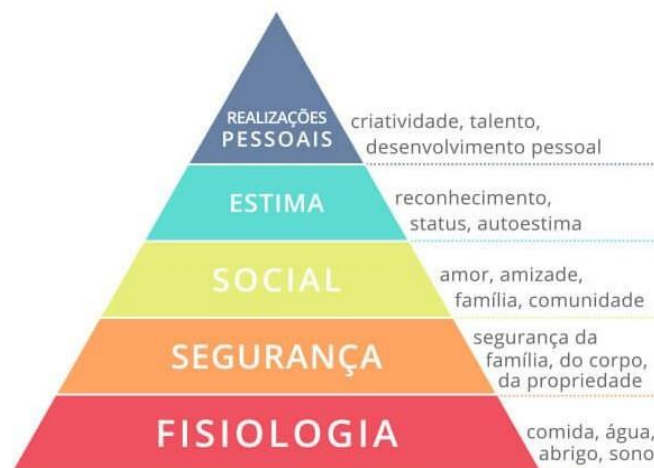 REALIZAÇÕES
PESSOAIS
criatividade, talento,
desenvolvimento pessoal
ESTIMA
reconhecimento,
status, autoestima
SOCIAL
amor, amizade,
família, comunidade
SEGURANÇA
segurança da
família, do corpo,
da propriedade
FISIOLOGIA
comida, água,
abrigo, sono